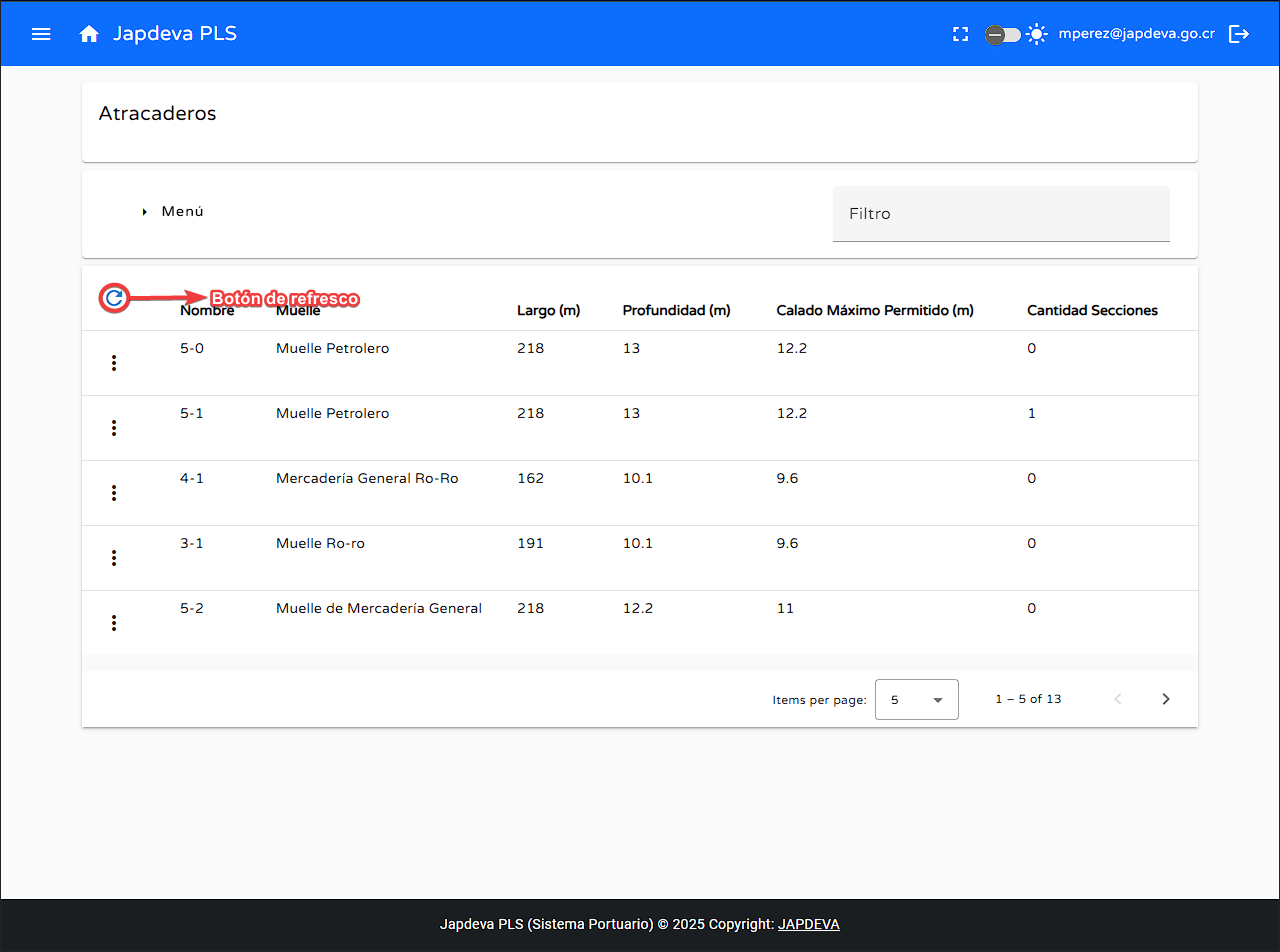 Japdeva PLS
mperez@japdeva.go.cr
Atracaderos
Menú
Filtro
Botón de refresco
Nombre Muelle Largo (m) Profundidad (m) Calado Máximo Permitido (m) Cantidad Secciones
5-0 Muelle Petrolero 218 13 12.2 0
5-1 Muelle Petrolero 218 13 12.2 1
4-1 Mercadería General Ro-Ro 162 10.1 9.6 0
3-1 Muelle Ro-ro 191 10.1 9.6 0
5-2 Muelle de Mercadería General 218 12.2 11 0
Items per page: 5 1 – 5 of 13
Japdeva PLS (Sistema Portuario) © 2025 Copyright: JAPDEVA